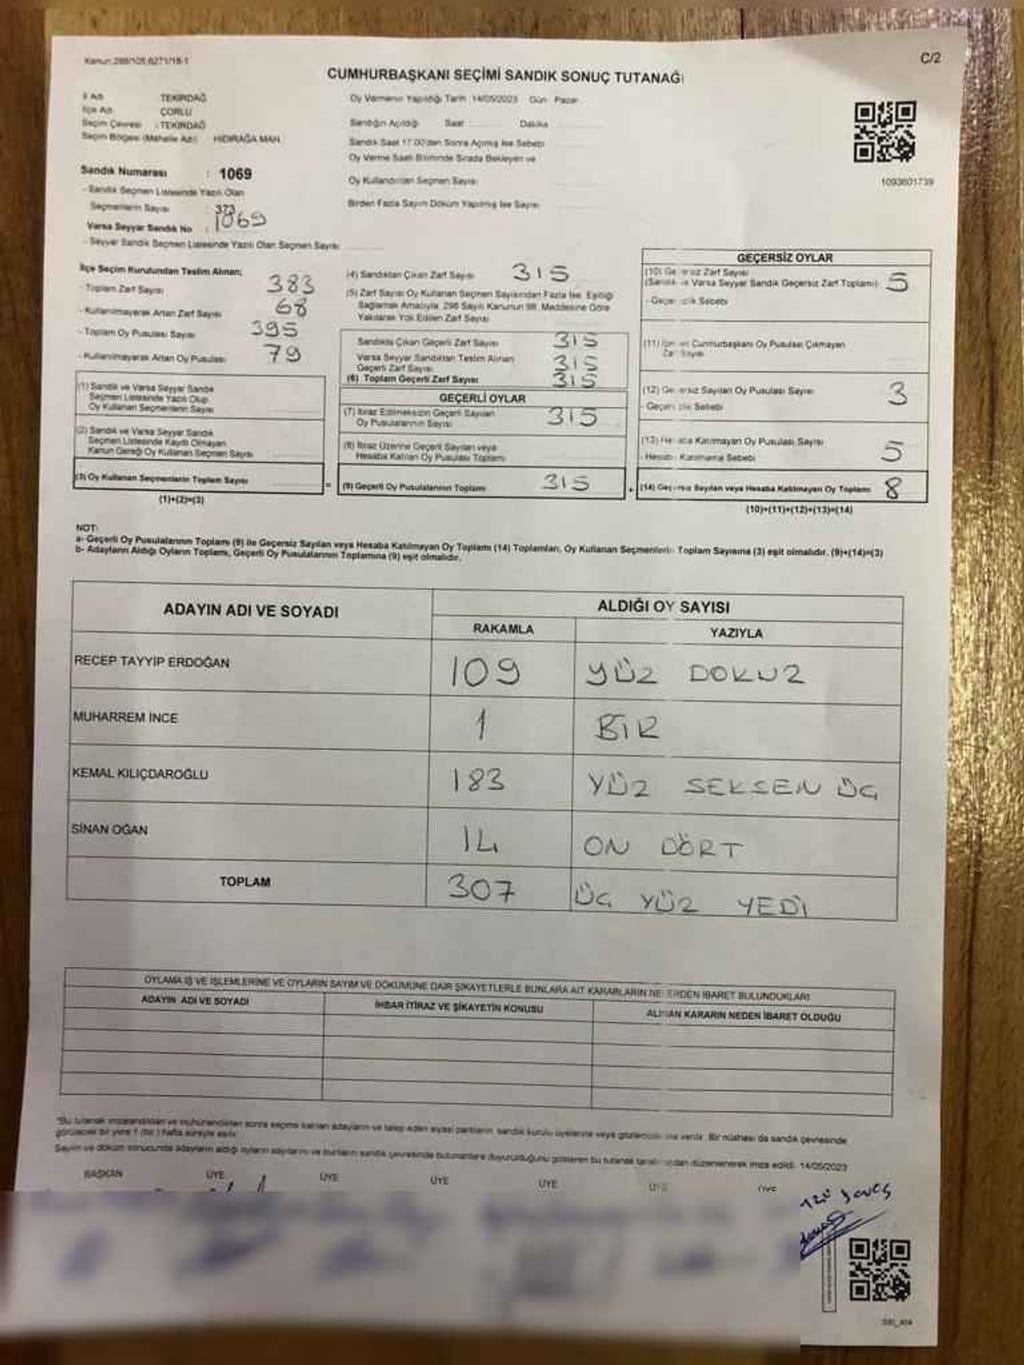 Kanun 298/105,6271/18-1
C/2
CUMHURBAŞKANI SEÇİMİ SANDIK SONUÇ TUTANAĞI
İl Adı TEKİRDAĞ
İlçe Adı ÇORLU
Seçim Çevresi : TEKİRDAĞ
Seçim Bölgesi (Mahalle Adı) HIDIRAĞA MAH
Sandık Numarası : 1069
- Sandık Seçmen Listesinde Yazılı Olan
Seçmenlerin Sayısı : 373
Varsa Seyyar Sandık No : 1069
- Seyyar Sandık Seçmen Listesinde Yazılı Olan Seçmen Sayısı
Oy Vermenin Yapıldığı Tarih : 14/05/2023 Gün : Pazar
Sandığın Açıldığı Saat Dakika
Sandık Saat 17.00'den Sonra Açılmış İse Sebebi
Oy Verme Saati Bitiminde Sırada Bekleyen ve
Oy Kullandırılan Seçmen Sayısı
Birden Fazla Sayım Döküm Yapılmış İse Sayısı
1093601739
İlçe Seçim Kurulundan Teslim Alınan;
- Toplam Zarf Sayısı 383
- Kullanılmayarak Artan Zarf Sayısı 68
- Toplam Oy Pusulası Sayısı 395
- Kullanılmayarak Artan Oy Pusulası 79
(1) Sandık ve Varsa Seyyar Sandık
Seçmen Listesinde Yazılı Olup
Oy Kullanan Seçmenlerin Sayısı
(2) Sandık ve Varsa Seyyar Sandık
Seçmen Listesinde Kayıtlı Olmayan
Kanun Gereği Oy Kullanan Seçmen Sayısı
(3) Oy Kullanan Seçmenlerin Toplam Sayısı
(1)+(2)=(3)
(4) Sandıktan Çıkan Zarf Sayısı 315
(5) Zarf Sayısı Oy Kullanan Seçmen Sayısından Fazla İse, Eşitliği
Sağlamak Amacıyla, 298 Sayılı Kanunun 98. Maddesine Göre
Yakılarak Yok Edilen Zarf Sayısı
Sandıkta Çıkan Geçerli Zarf Sayısı 315
Varsa Seyyar Sandıktan Teslim Alınan
Geçerli Zarf Sayısı 315
(6) Toplam Geçerli Zarf Sayısı 315
GEÇERLİ OYLAR
(7) İtiraz Edilmeksizin Geçerli Sayılan
Oy Pusulalarının Sayısı 315
(8) İtiraz Üzerine Geçerli Sayılan veya
Hesaba Katılan Oy Pusulası Toplamı
(9) Geçerli Oy Pusulalarının Toplamı 315
GEÇERSİZ OYLAR
(10) Geçersiz Zarf Sayısı
(Sandık ve Varsa Seyyar Sandık Geçersiz Zarf Toplamı) 5
- Geçersizlik Sebebi
(11) İçinden Cumhurbaşkanı Oy Pusulası Çıkmayan
Zarf Sayısı
(12) Geçersiz Sayılan Oy Pusulası Sayısı 3
- Geçersizlik Sebebi
(13) Hesaba Katılmayan Oy Pusulası Sayısı 5
- Hesaba Katılmama Sebebi
(14) Geçersiz Sayılan veya Hesaba Katılmayan Oy Toplamı 8
(10)+(11)+(12)+(13)=(14)
NOT:
a- Geçerli Oy Pusulalarının Toplamı (9) ile Geçersiz Sayılan veya Hesaba Katılmayan Oy Toplamı (14) Toplamları, Oy Kullanan Seçmenlerin Toplam Sayısına (3) eşit olmalıdır. (9)+(14)=(3)
b- Adayların Aldığı Oyların Toplamı, Geçerli Oy Pusulalarının Toplamına (9) eşit olmalıdır.
ADAYIN ADI VE SOYADI ALDIĞI OY SAYISI
RAKAMLA YAZIYLA
RECEP TAYYİP ERDOĞAN 109 YÜZ DOKUZ
MUHARREM İNCE 1 BİR
KEMAL KILIÇDAROĞLU 183 YÜZ SEKSEN ÜÇ
SİNAN OĞAN 14 ON DÖRT
TOPLAM 307 ÜÇ YÜZ YEDİ
OYLAMA İŞ VE İŞLEMLERİNE VE OYLARIN SAYIM VE DÖKÜMÜNE DAİR ŞİKAYETLERLE BUNLARA AİT KARARLARIN NELERDEN İBARET BULUNDUKLARI
ADAYIN ADI VE SOYADI İHBAR İTİRAZ VE ŞİKAYETİN KONUSU ALINAN KARARIN NEDEN İBARET OLDUĞU
"Bu tutanak imzalandıktan ve mühürlendikten sonra seçime katılan adayların ve talep eden siyasi partilerin, sandık kurulu üyelerine veya gözlemcilerine verilir. Bir nüshası da sandık çevresinde
görülecek bir yere 1 (bir) hafta süreyle asılır.
Sayım ve döküm sonucunda adayların aldığı oyların sayılarını ve bunların sandık çevresinde bulunanlara duyurulduğunu gösteren bu tutanak tarafımızdan düzenlenerek imza edildi. 14/05/2023
BAŞKAN ÜYE ÜYE ÜYE ÜYE ÜYE ÜYE